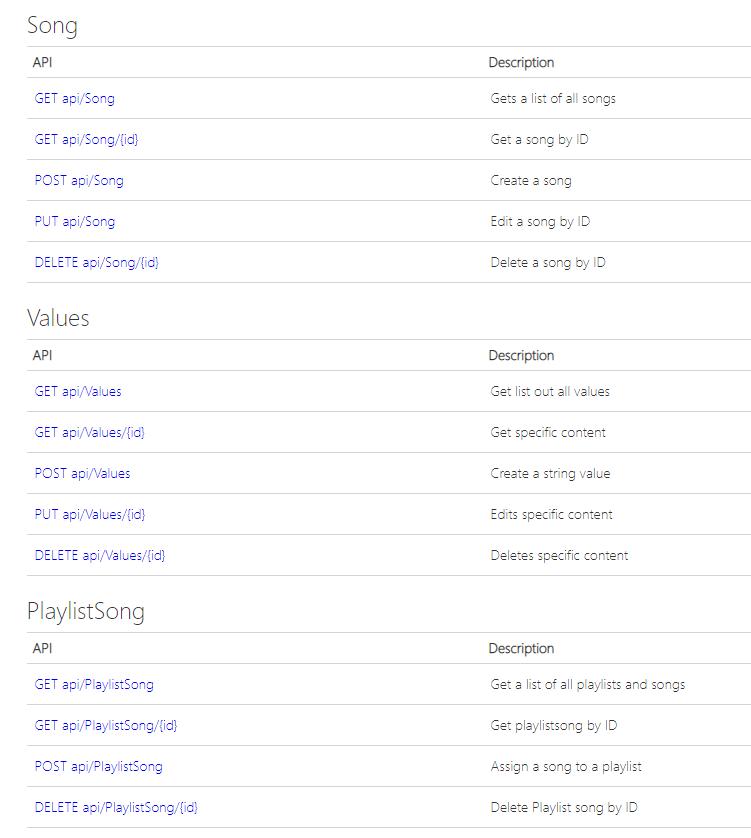 Song
API Description
GET api/Song Gets a list of all songs
GET api/Song/{id} Get a song by ID
POST api/Song Create a song
PUT api/Song Edit a song by ID
DELETE api/Song/{id} Delete a song by ID
Values
API Description
GET api/Values Get list out all values
GET api/Values/{id} Get specific content
POST api/Values Create a string value
PUT api/Values/{id} Edits specific content
DELETE api/Values/{id} Deletes specific content
PlaylistSong
API Description
GET api/PlaylistSong Get a list of all playlists and songs
GET api/PlaylistSong/{id} Get playlistsong by ID
POST api/PlaylistSong Assign a song to a playlist
DELETE api/PlaylistSong/{id} Delete Playlist song by ID